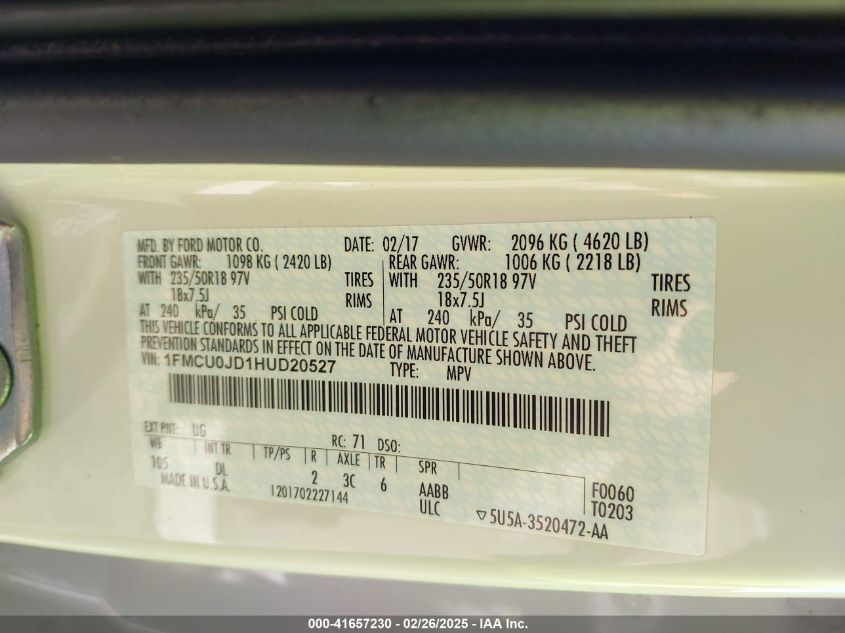 MFD. BY FORD MOTOR CO. DATE: 02/17 GVWR: 2096 KG ( 4620 LB)
FRONT GAWR: 1098 KG ( 2420 LB) REAR GAWR: 1006 KG ( 2218 LB)
WITH 235/50R18 97V TIRES WITH 235/50R18 97V TIRES
18x7.5J RIMS 18x7.5J RIMS
AT 240 kPa/ 35 PSI COLD AT 240 kPa/ 35 PSI COLD
THIS VEHICLE CONFORMS TO ALL APPLICABLE FEDERAL MOTOR VEHICLE SAFETY AND THEFT
PREVENTION STANDARDS IN EFFECT ON THE DATE OF MANUFACTURE SHOWN ABOVE.
VIN: 1FMCU0JD1HUD20527 TYPE: MPV
EXT PNT: UG RC: 71 DSO:
WB INT TR TP/PS R AXLE TR SPR
105 DL 2 3C 6 AABB F0060
MADE IN U.S.A. 1201702227144 ULC T0203
▽5U5A-3520472-AA
000-41657230 - 02/26/2025 - IAA Inc.